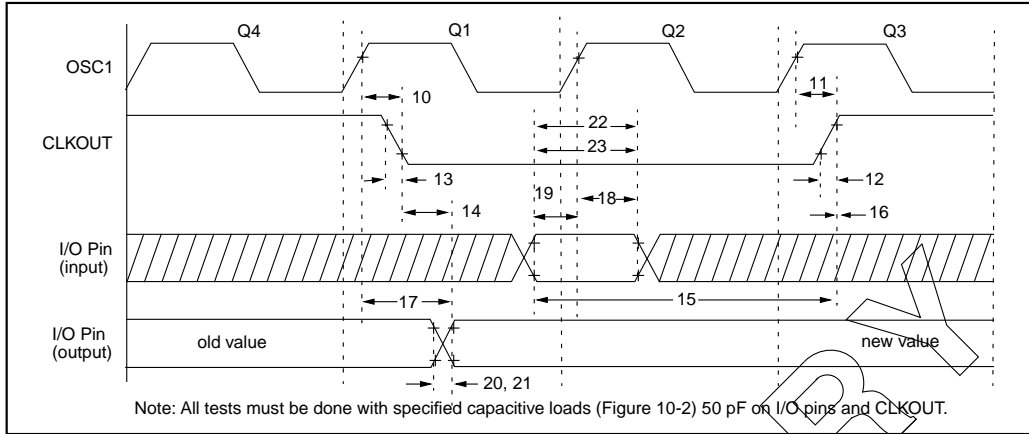 Q4 Q1 Q2 Q3
OSC1
10 11
22
CLKOUT
23
13 19 18 12
14 16
I/O Pin
(input)
17 15
I/O Pin
(output)
old value new value
20, 21
Note: All tests must be done with specified capacitive loads (Figure 10-2) 50 pF on I/O pins and CLKOUT.
R Y